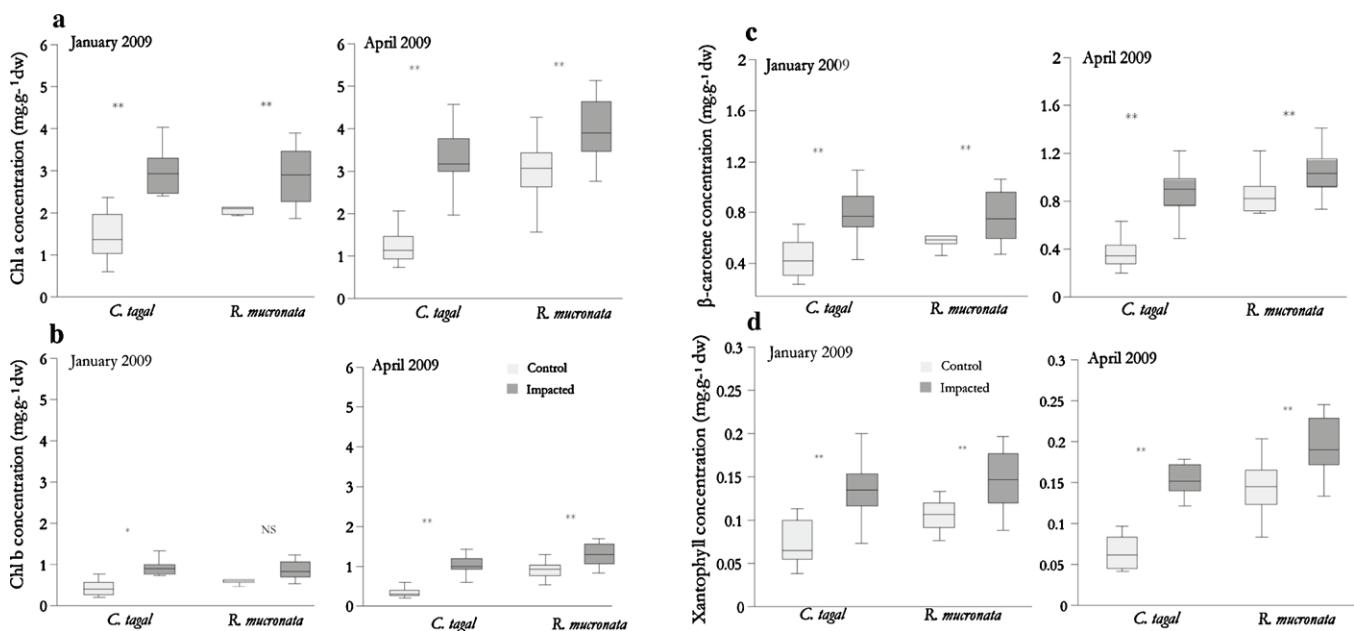 a
January 2009
April 2009
Chl a concentration (mg.g-¹dw)
6
5
4
3
2
1
0
**
**
C. tagal
R. mucronata
6
5
4
3
2
1
0
**
**
C. tagal
R. mucronata
b
January 2009
April 2009
Chl b concentration (mg.g-¹dw)
6
5
4
3
2
1
0
*
NS
C. tagal
R. mucronata
6
5
4
3
2
1
0
Control
Impacted
**
**
C. tagal
R. mucronata
c
January 2009
April 2009
β-carotene concentration (mg.g-¹dw)
2
1.6
1.2
0.8
0.4
**
**
C. tagal
R. mucronata
2
1.6
1.2
0.8
0.4
0
**
**
C. tagal
R. mucronata
d
January 2009
April 2009
Xantophyll concentration (mg.g-¹dw)
0.3
0.25
0.2
0.15
0.1
0.05
0
Control
Impacted
**
**
C. tagal
R. mucronata
0.3
0.25
0.2
0.15
0.1
0.05
0
**
**
C. tagal
R. mucronata